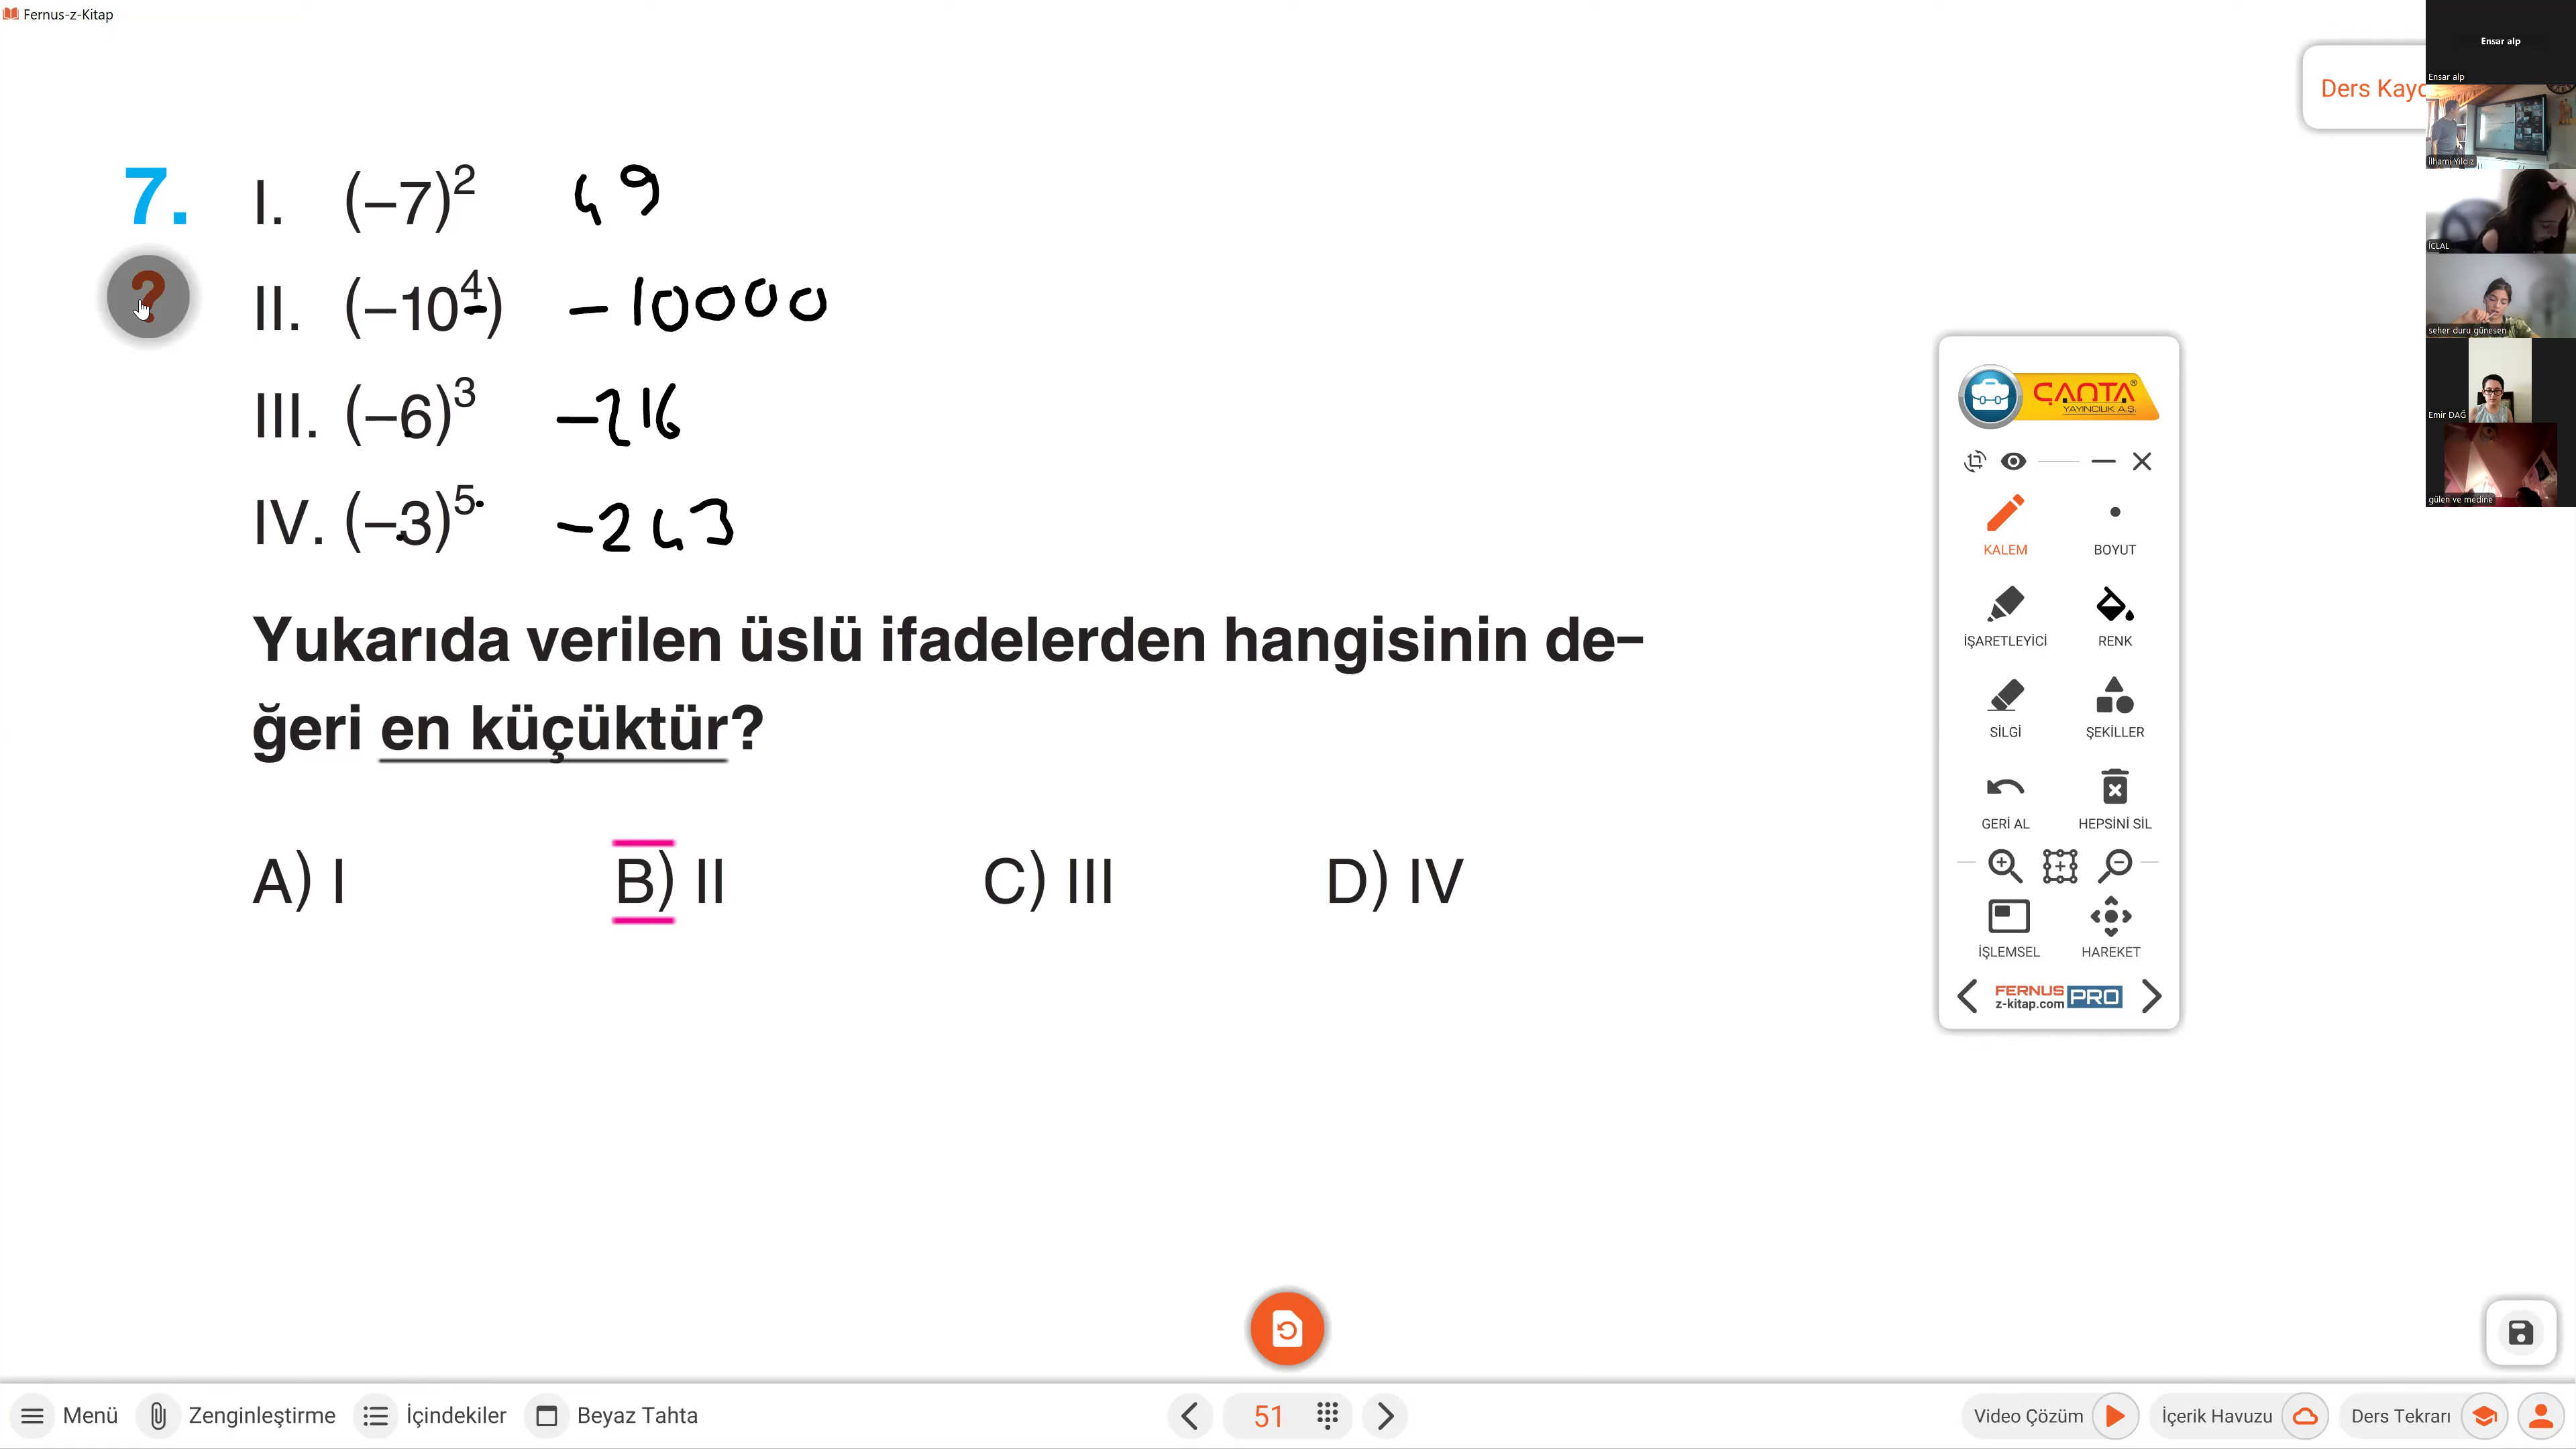 Fernus-z-Kitap
Ensar alp
Ensar alp
Ders Kayd
İlhami Yıldız
İCLAL
seher duru güneşen
Emir DAĞ
gülen ve medine
7. I. (–7)² 49
?
II. (–10⁴) –10000
III. (–6)³ –216
IV. (–3)⁵ –243
Yukarıda verilen üslü ifadelerden hangisinin de–
ğeri en küçüktür?
A) I B) II C) III D) IV
ÇANTA®
YAYINCILIK A.Ş.
KALEM BOYUT
İŞARETLEYİCİ RENK
SİLGİ ŞEKİLLER
GERİ AL HEPSİNİ SİL
İŞLEMSEL HAREKET
FERNUS PRO
z-kitap.com
Menü Zenginleştirme İçindekiler Beyaz Tahta 51 Video Çözüm İçerik Havuzu Ders Tekrarı